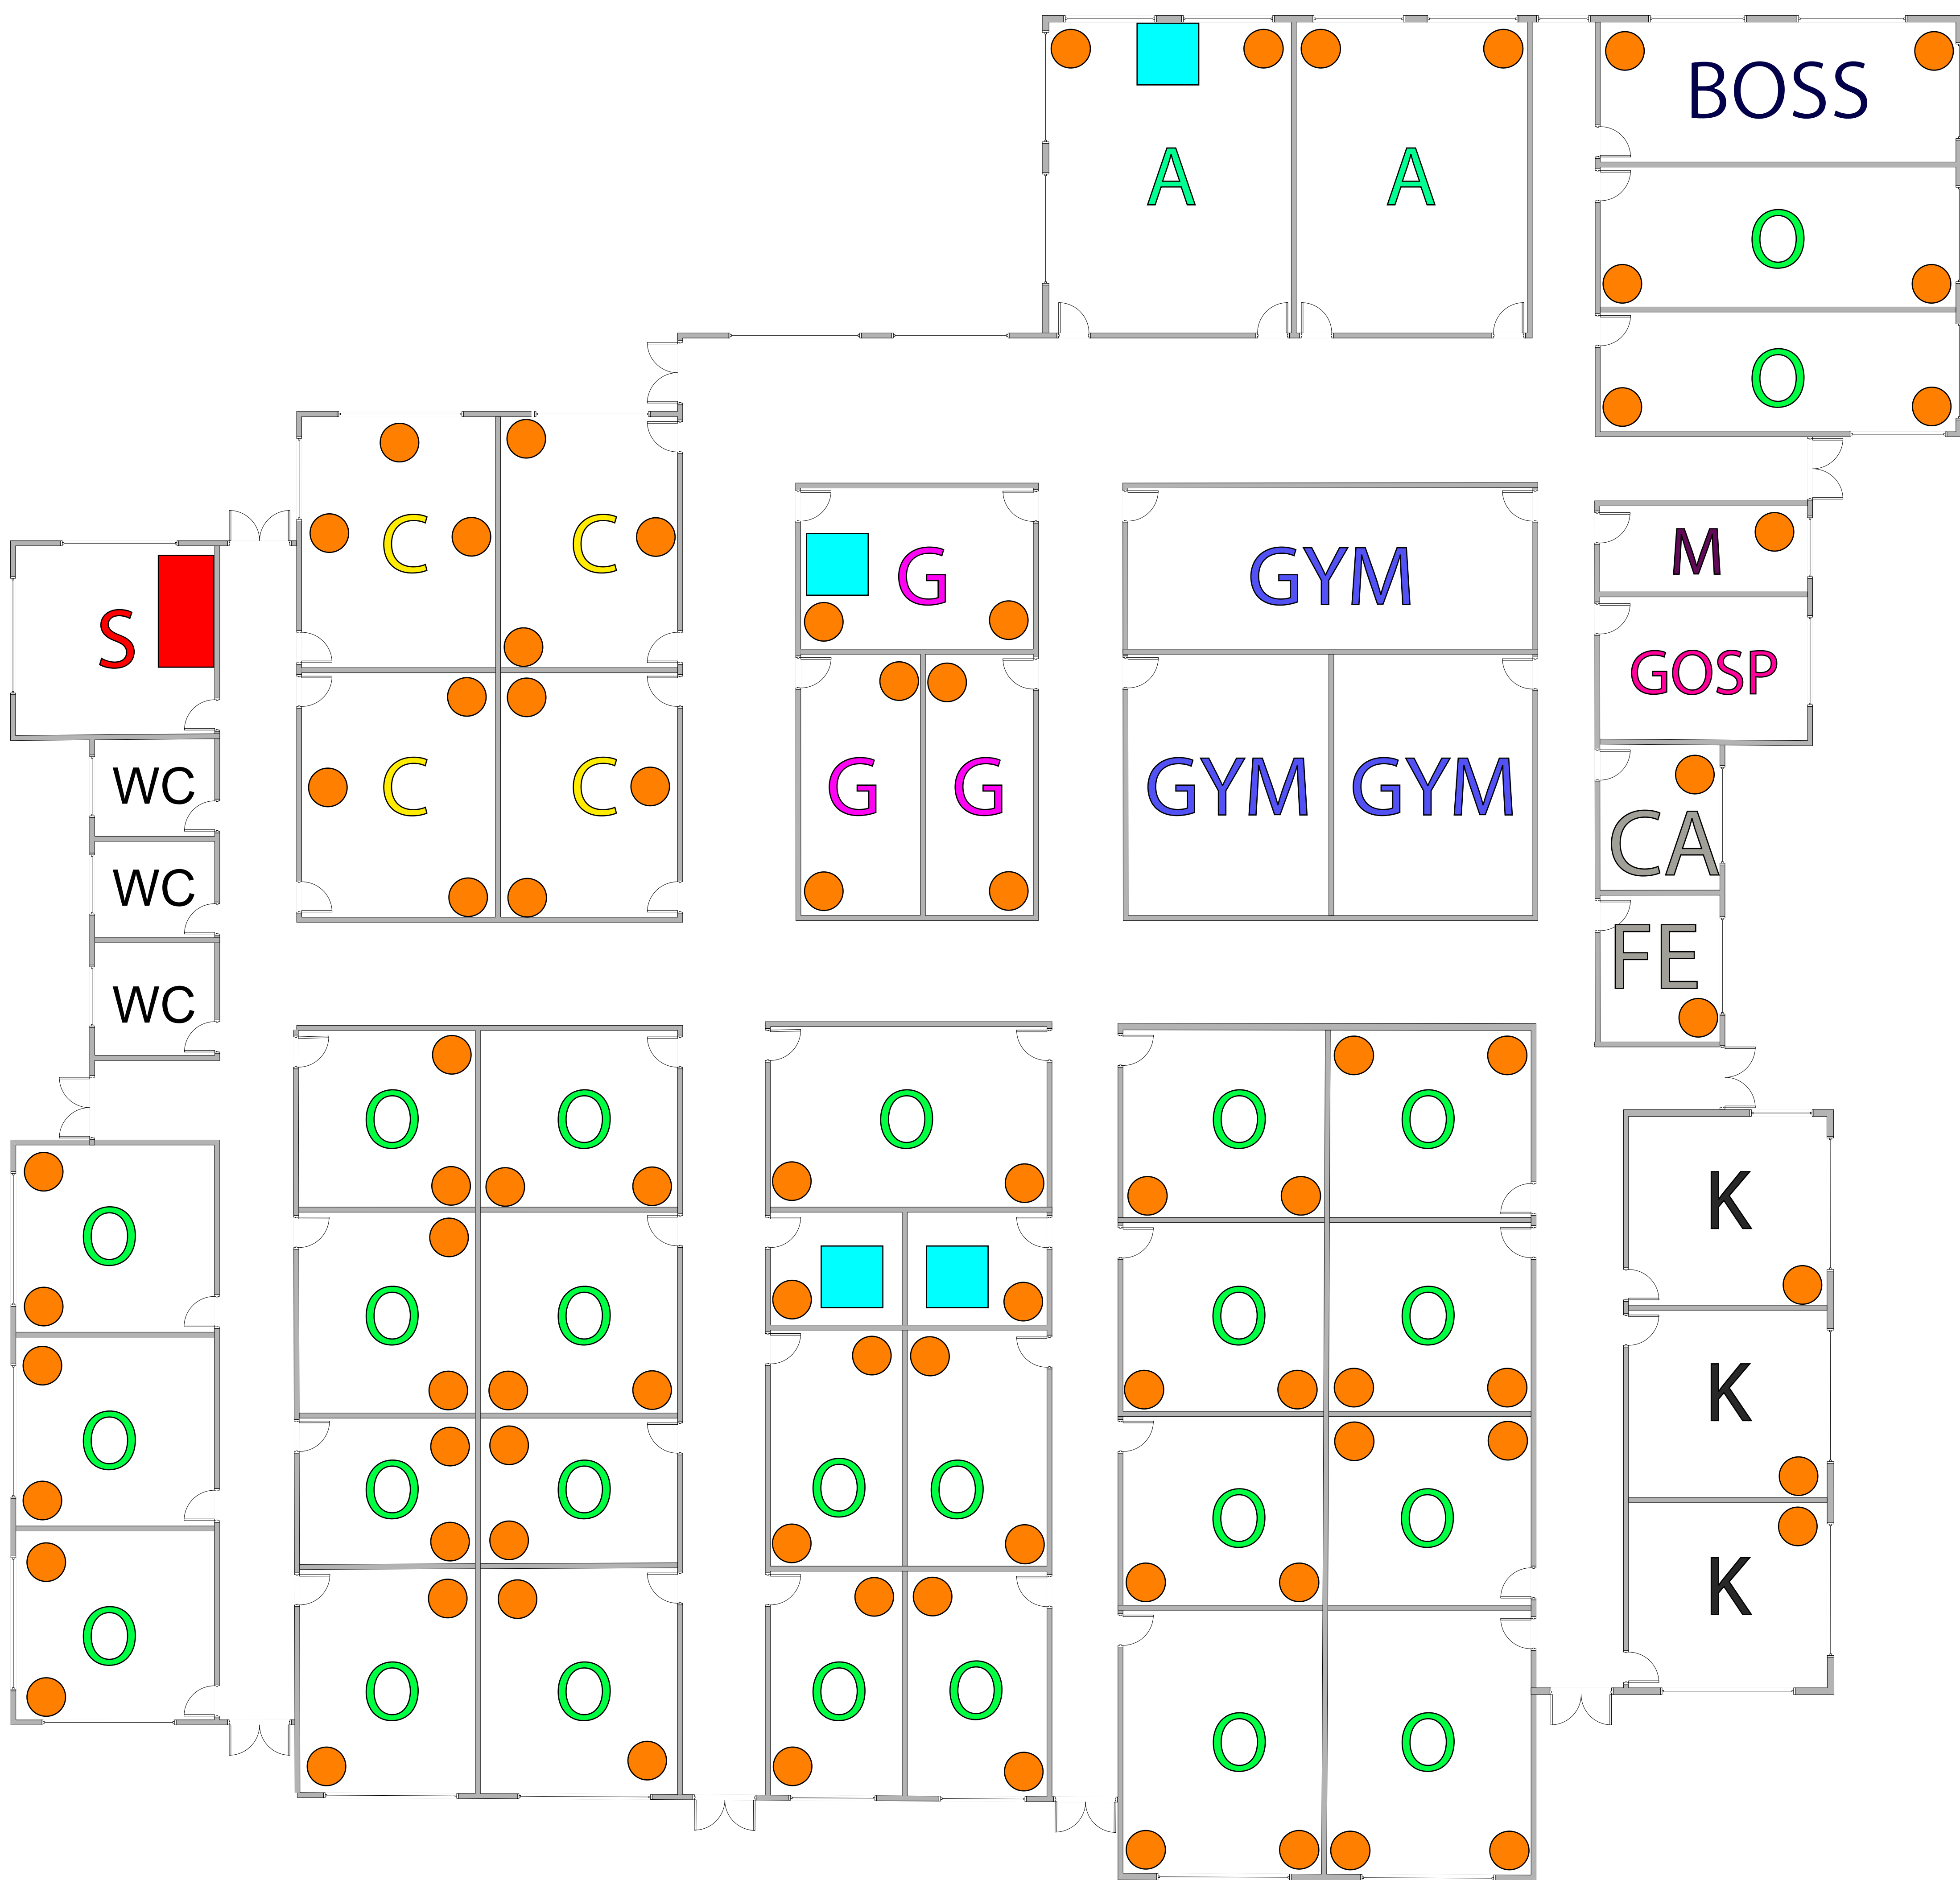 BOSS
A A
O
O
C C G GYM M
S
GOSP
WC C C G G GYM GYM
CA
WC
FE
WC
O O O O O
K
O
O O O O
K
O
O O O O O O
K
O
O O O O
O O